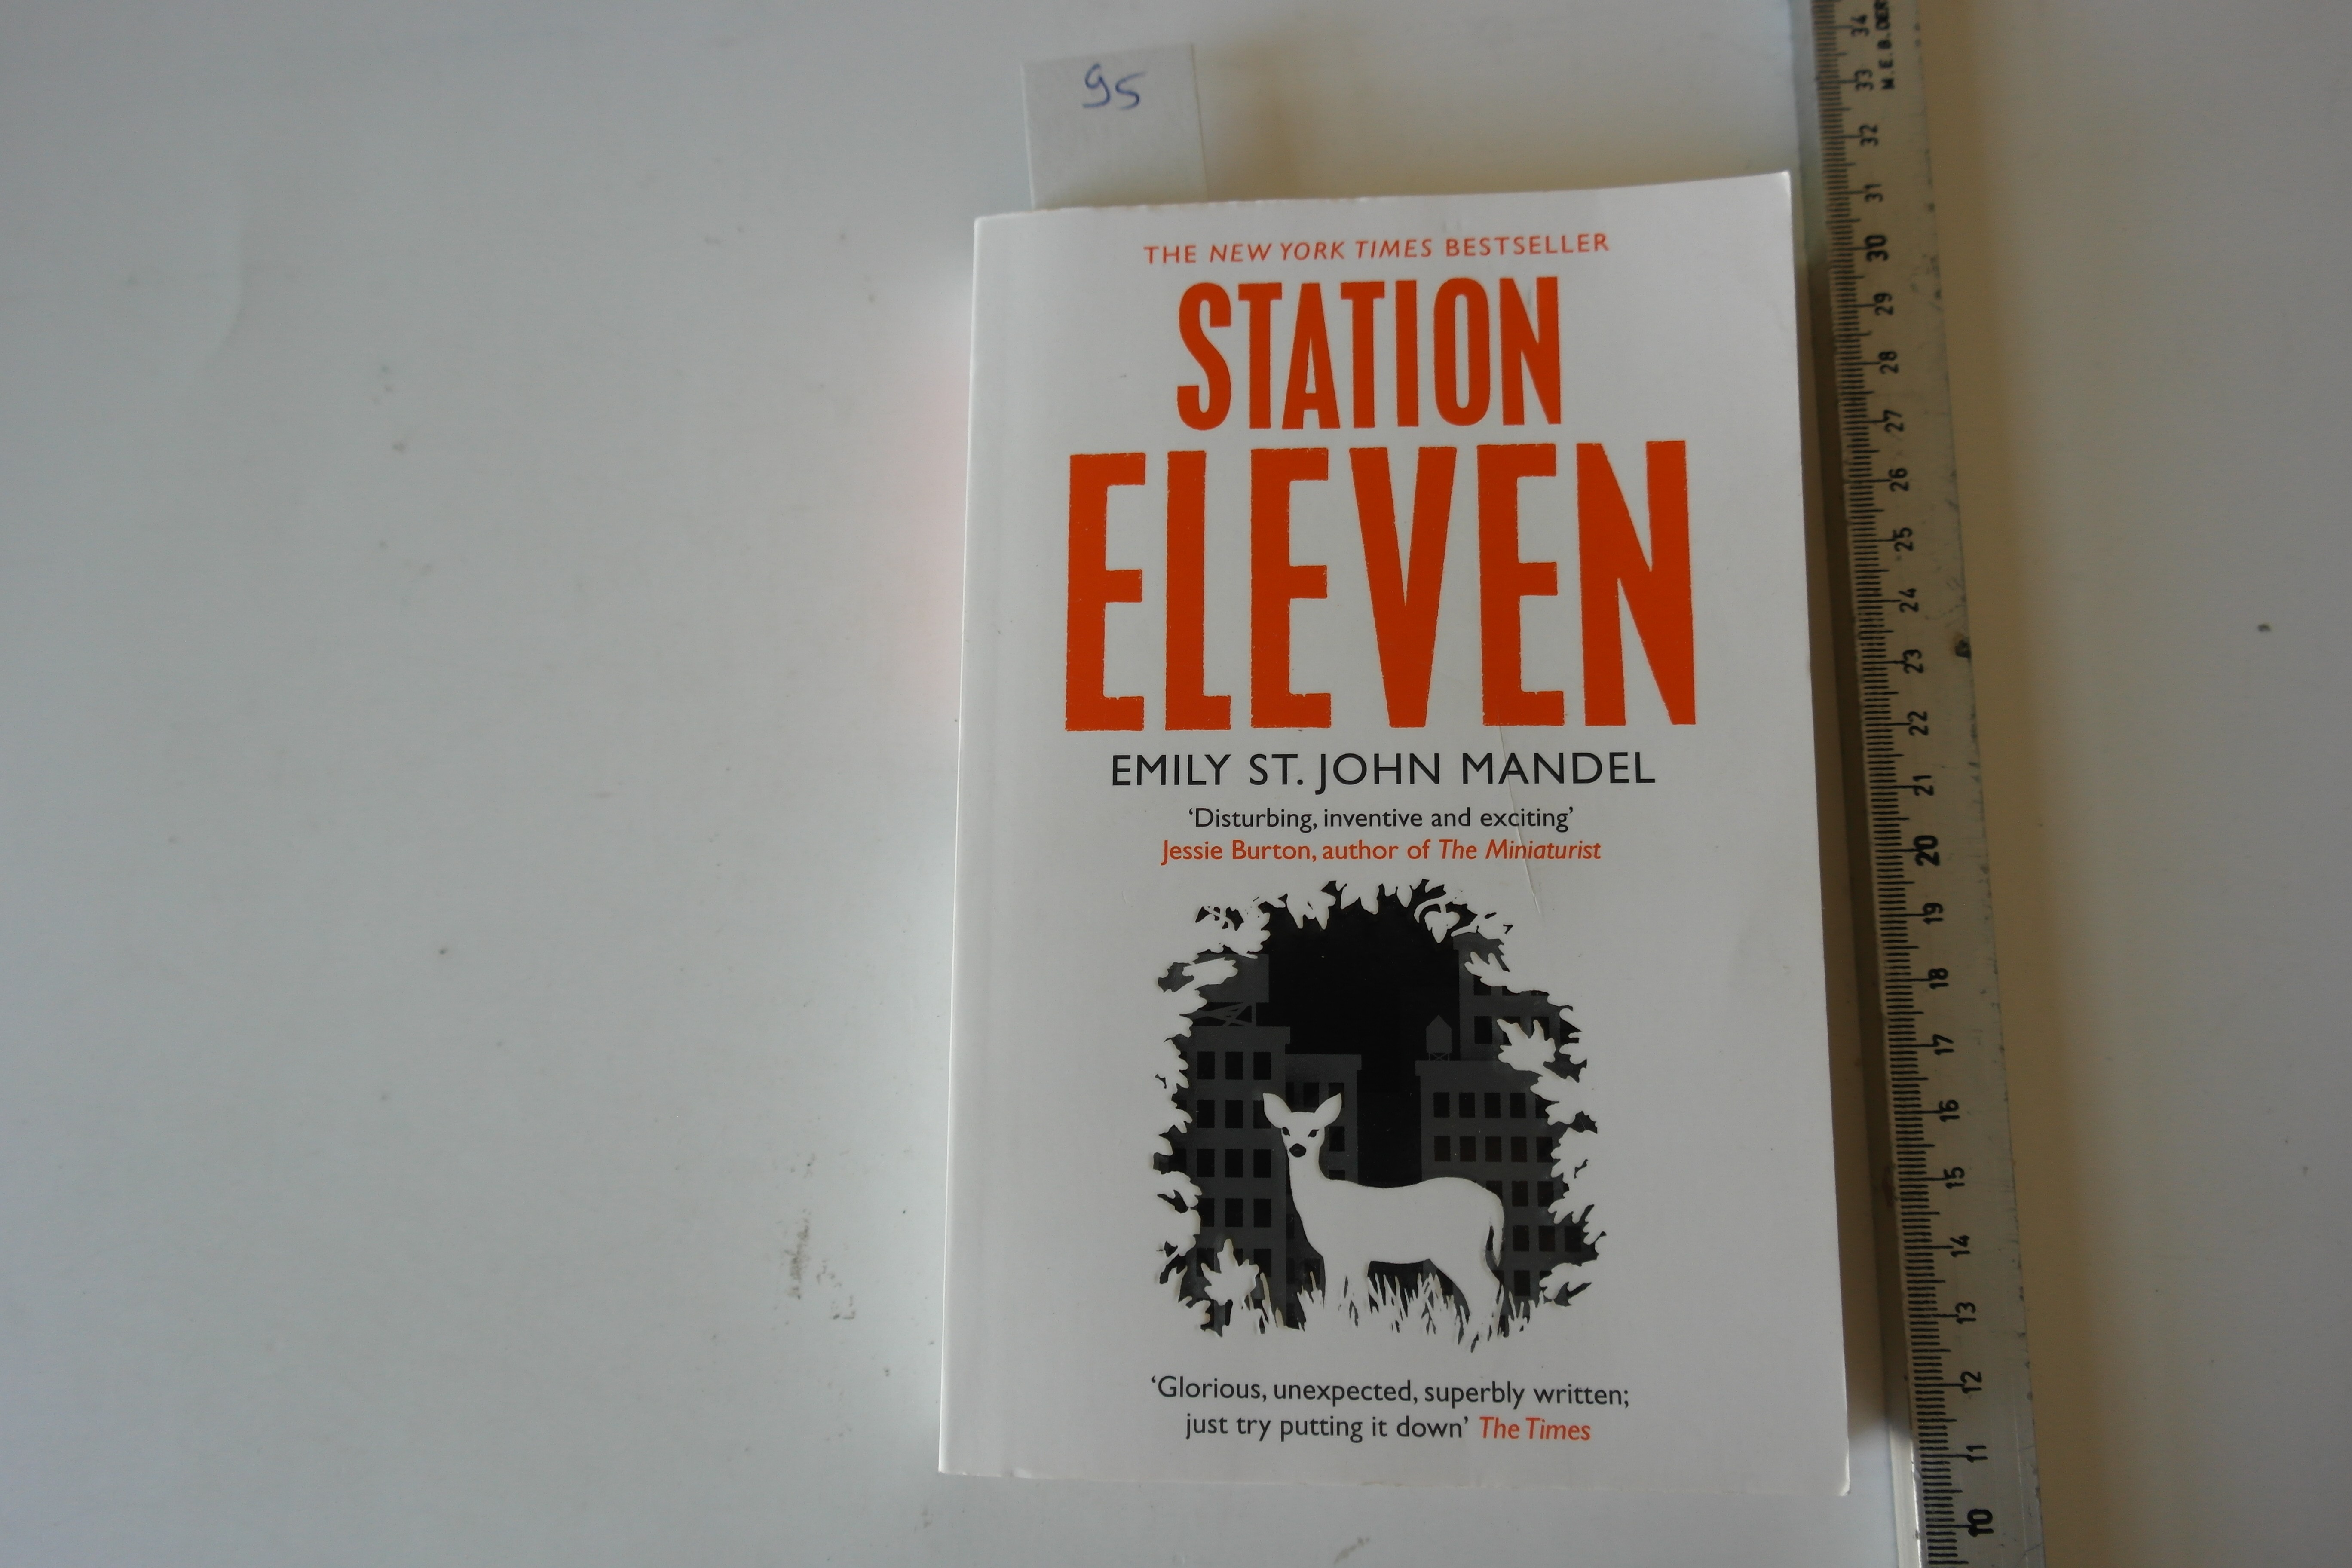 95
THE NEW YORK TIMES BESTSELLER
STATION
ELEVEN
EMILY ST. JOHN MANDEL
‘Disturbing, inventive and exciting’
Jessie Burton, author of The Miniaturist
‘Glorious, unexpected, superbly written;
just try putting it down’ The Times
M.E.B.DER
34
33
32
31
30
29
28
27
26
25
24
23
22
21
20
19
18
17
16
15
14
13
12
11
10